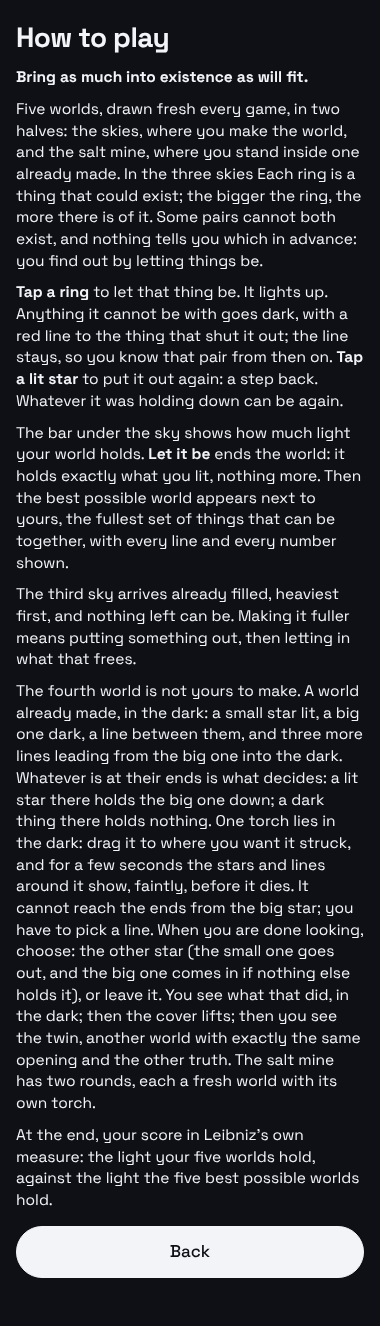 How to play
Bring as much into existence as will fit.
Five worlds, drawn fresh every game, in two
halves: the skies, where you make the world,
and the salt mine, where you stand inside one
already made. In the three skies Each ring is a
thing that could exist; the bigger the ring, the
more there is of it. Some pairs cannot both
exist, and nothing tells you which in advance:
you find out by letting things be.
Tap a ring to let that thing be. It lights up.
Anything it cannot be with goes dark, with a
red line to the thing that shut it out; the line
stays, so you know that pair from then on. Tap
a lit star to put it out again: a step back.
Whatever it was holding down can be again.
The bar under the sky shows how much light
your world holds. Let it be ends the world: it
holds exactly what you lit, nothing more. Then
the best possible world appears next to
yours, the fullest set of things that can be
together, with every line and every number
shown.
The third sky arrives already filled, heaviest
first, and nothing left can be. Making it fuller
means putting something out, then letting in
what that frees.
The fourth world is not yours to make. A world
already made, in the dark: a small star lit, a big
one dark, a line between them, and three more
lines leading from the big one into the dark.
Whatever is at their ends is what decides: a lit
star there holds the big one down; a dark
thing there holds nothing. One torch lies in
the dark: drag it to where you want it struck,
and for a few seconds the stars and lines
around it show, faintly, before it dies. It
cannot reach the ends from the big star; you
have to pick a line. When you are done looking,
choose: the other star (the small one goes
out, and the big one comes in if nothing else
holds it), or leave it. You see what that did, in
the dark; then the cover lifts; then you see
the twin, another world with exactly the same
opening and the other truth. The salt mine
has two rounds, each a fresh world with its
own torch.
At the end, your score in Leibniz's own
measure: the light your five worlds hold,
against the light the five best possible worlds
hold.
Back